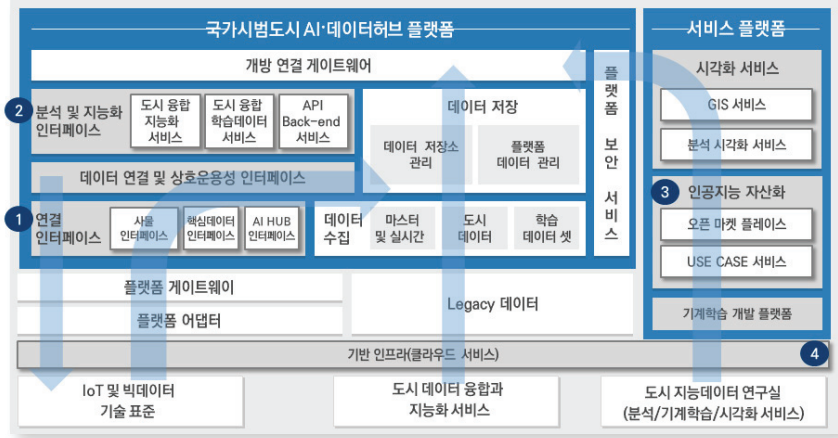 국가시범도시 AI·데이터허브 플랫폼
개방 연결 게이트웨이
2
분석 및 지능화
인터페이스
도시 융합
지능화
서비스
도시 융합
학습데이터
서비스
API
Back-end
서비스
데이터 연결 및 상호운용성 인터페이스
데이터 저장
데이터 저장소
관리
플랫폼
데이터 관리
1
연결
인터페이스
사물
인터페이스
핵심데이터
인터페이스
AI HUB
인터페이스
데이터
수집
마스터
및 실시간
도시
데이터
학습
데이터 셋
플랫폼 보안 서비스
서비스 플랫폼
시각화 서비스
GIS 서비스
분석 시각화 서비스
3
인공지능 자산화
오픈 마켓 플레이스
USE CASE 서비스
기계학습 개발 플랫폼
플랫폼 게이트웨이
플랫폼 어댑터
Legacy 데이터
기반 인프라(클라우드 서비스)
4
IoT 및 빅데이터
기술 표준
도시 데이터 융합과
지능화 서비스
도시 지능데이터 연구실
(분석/기계학습/시각화 서비스)